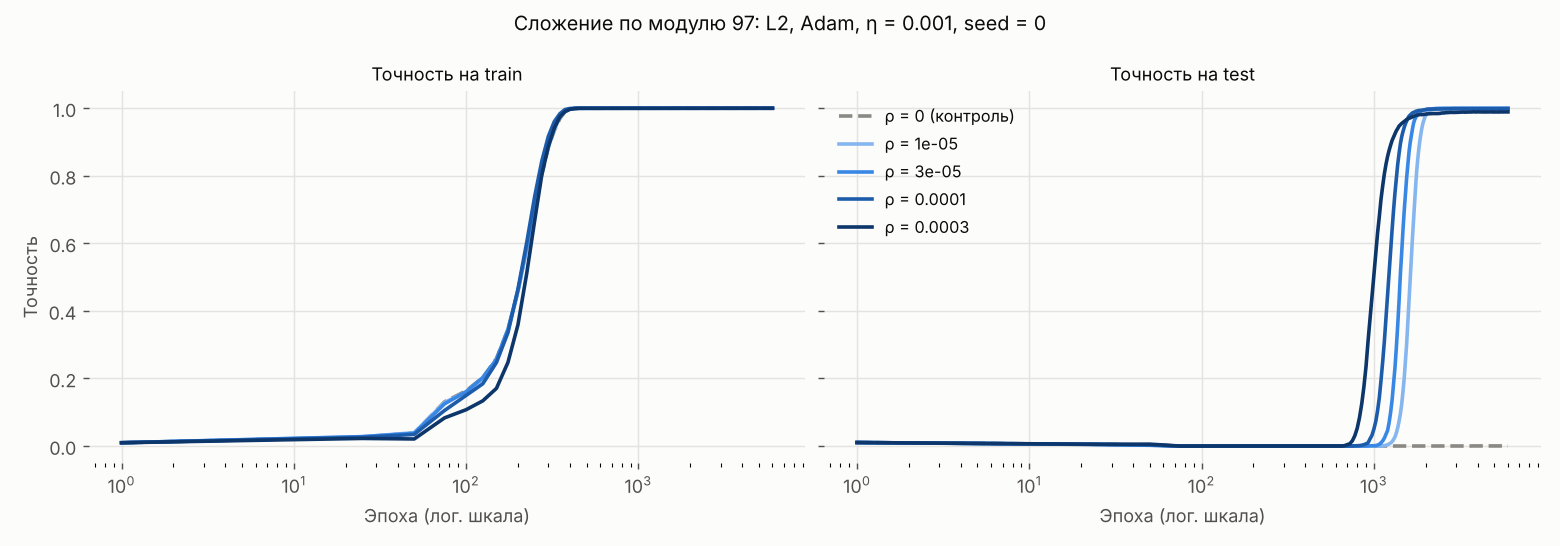 Сложение по модулю 97: L2, Adam, η = 0.001, seed = 0
Точность на train
Точность
1.0
0.8
0.6
0.4
0.2
0.0
10⁰
10¹
10²
10³
Эпоха (лог. шкала)
Точность на test
ρ = 0 (контроль)
ρ = 1e-05
ρ = 3e-05
ρ = 0.0001
ρ = 0.0003
10⁰
10¹
10²
10³
Эпоха (лог. шкала)